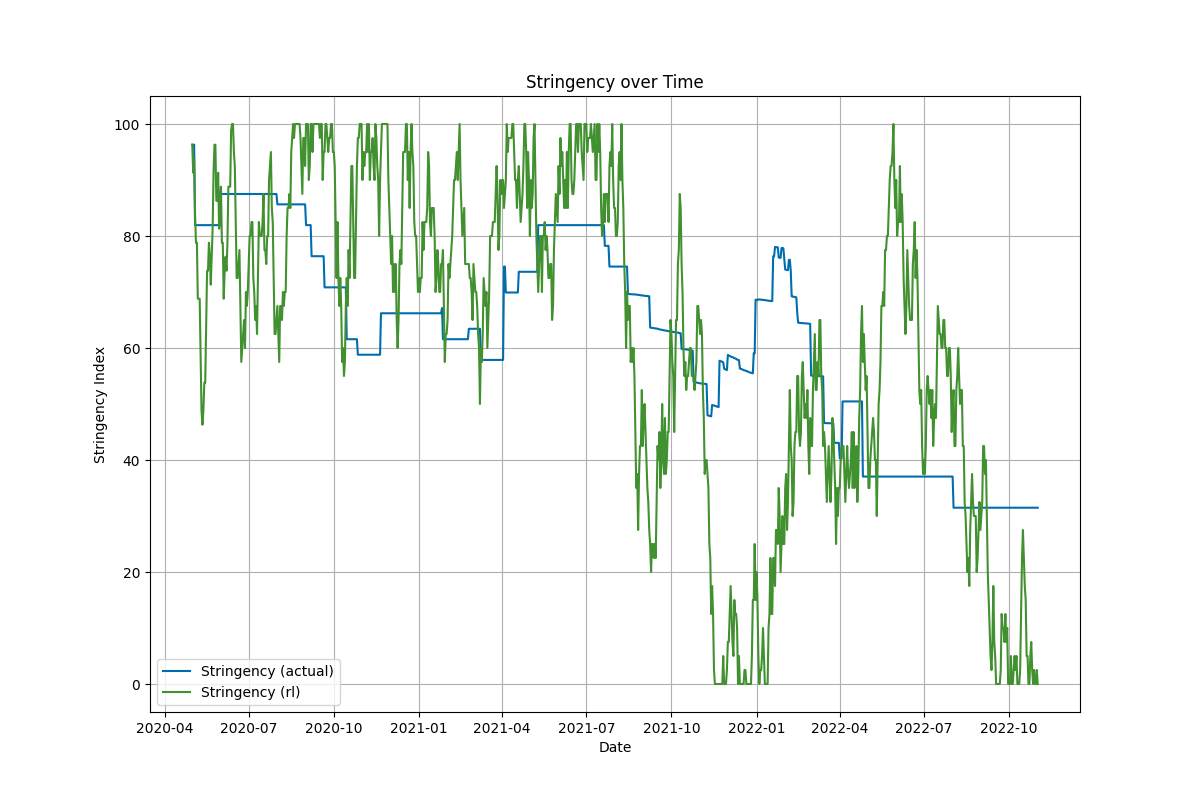 Stringency over Time
Stringency Index
100
80
60
40
20
0
Stringency (actual)
Stringency (rl)
2020-04 2020-07 2020-10 2021-01 2021-04 2021-07 2021-10 2022-01 2022-04 2022-07 2022-10
Date